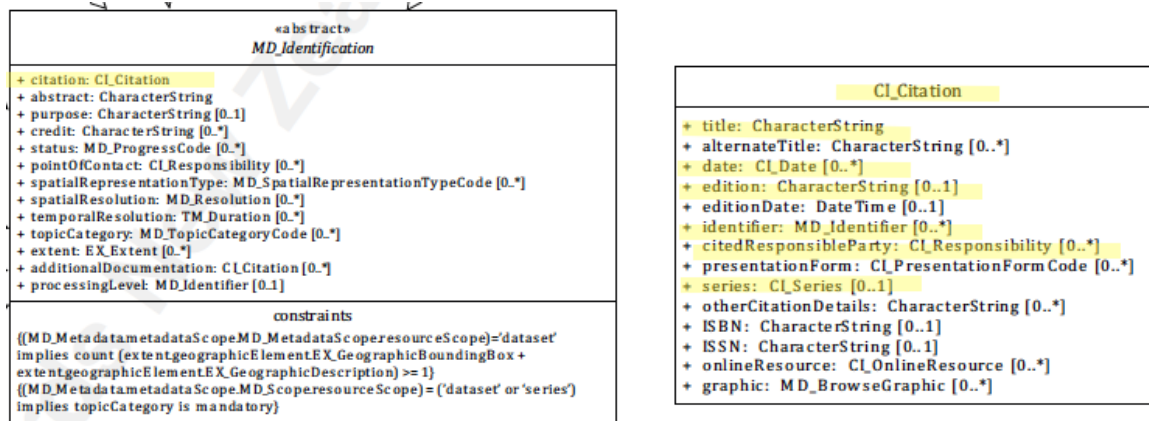 «abstract»
MD_Identification
+ citation: CI_Citation
+ abstract: CharacterString
+ purpose: CharacterString [0..1]
+ credit: CharacterString [0..*]
+ status: MD_ProgressCode [0..*]
+ pointOfContact: CI_Responsibility [0..*]
+ spatialRepresentationType: MD_SpatialRepresentationTypeCode [0..*]
+ spatialResolution: MD_Resolution [0..*]
+ temporalResolution: TM_Duration [0..*]
+ topicCategory: MD_TopicCategoryCode [0..*]
+ extent: EX_Extent [0..*]
+ additionalDocumentation: CI_Citation [0..*]
+ processingLevel: MD_Identifier [0..1]
constraints
{(MD_Metadata.metadataScope.MD_MetadataScope.resourceScope)='dataset'
implies count (extent.geographicElement.EX_GeographicBoundingBox +
extent.geographicElement.EX_GeographicDescription) >= 1}
{(MD_Metadata.metadataScope.MD_Scope.resourceScope) = ('dataset' or 'series')
implies topicCategory is mandatory}
CI_Citation
+ title: CharacterString
+ alternateTitle: CharacterString [0..*]
+ date: CI_Date [0..*]
+ edition: CharacterString [0..1]
+ editionDate: DateTime [0..1]
+ identifier: MD_Identifier [0..*]
+ citedResponsibleParty: CI_Responsibility [0..*]
+ presentationForm: CI_PresentationFormCode [0..*]
+ series: CI_Series [0..1]
+ otherCitationDetails: CharacterString [0..*]
+ ISBN: CharacterString [0..1]
+ ISSN: CharacterString [0..1]
+ onlineResource: CI_OnlineResource [0..*]
+ graphic: MD_BrowseGraphic [0..*]